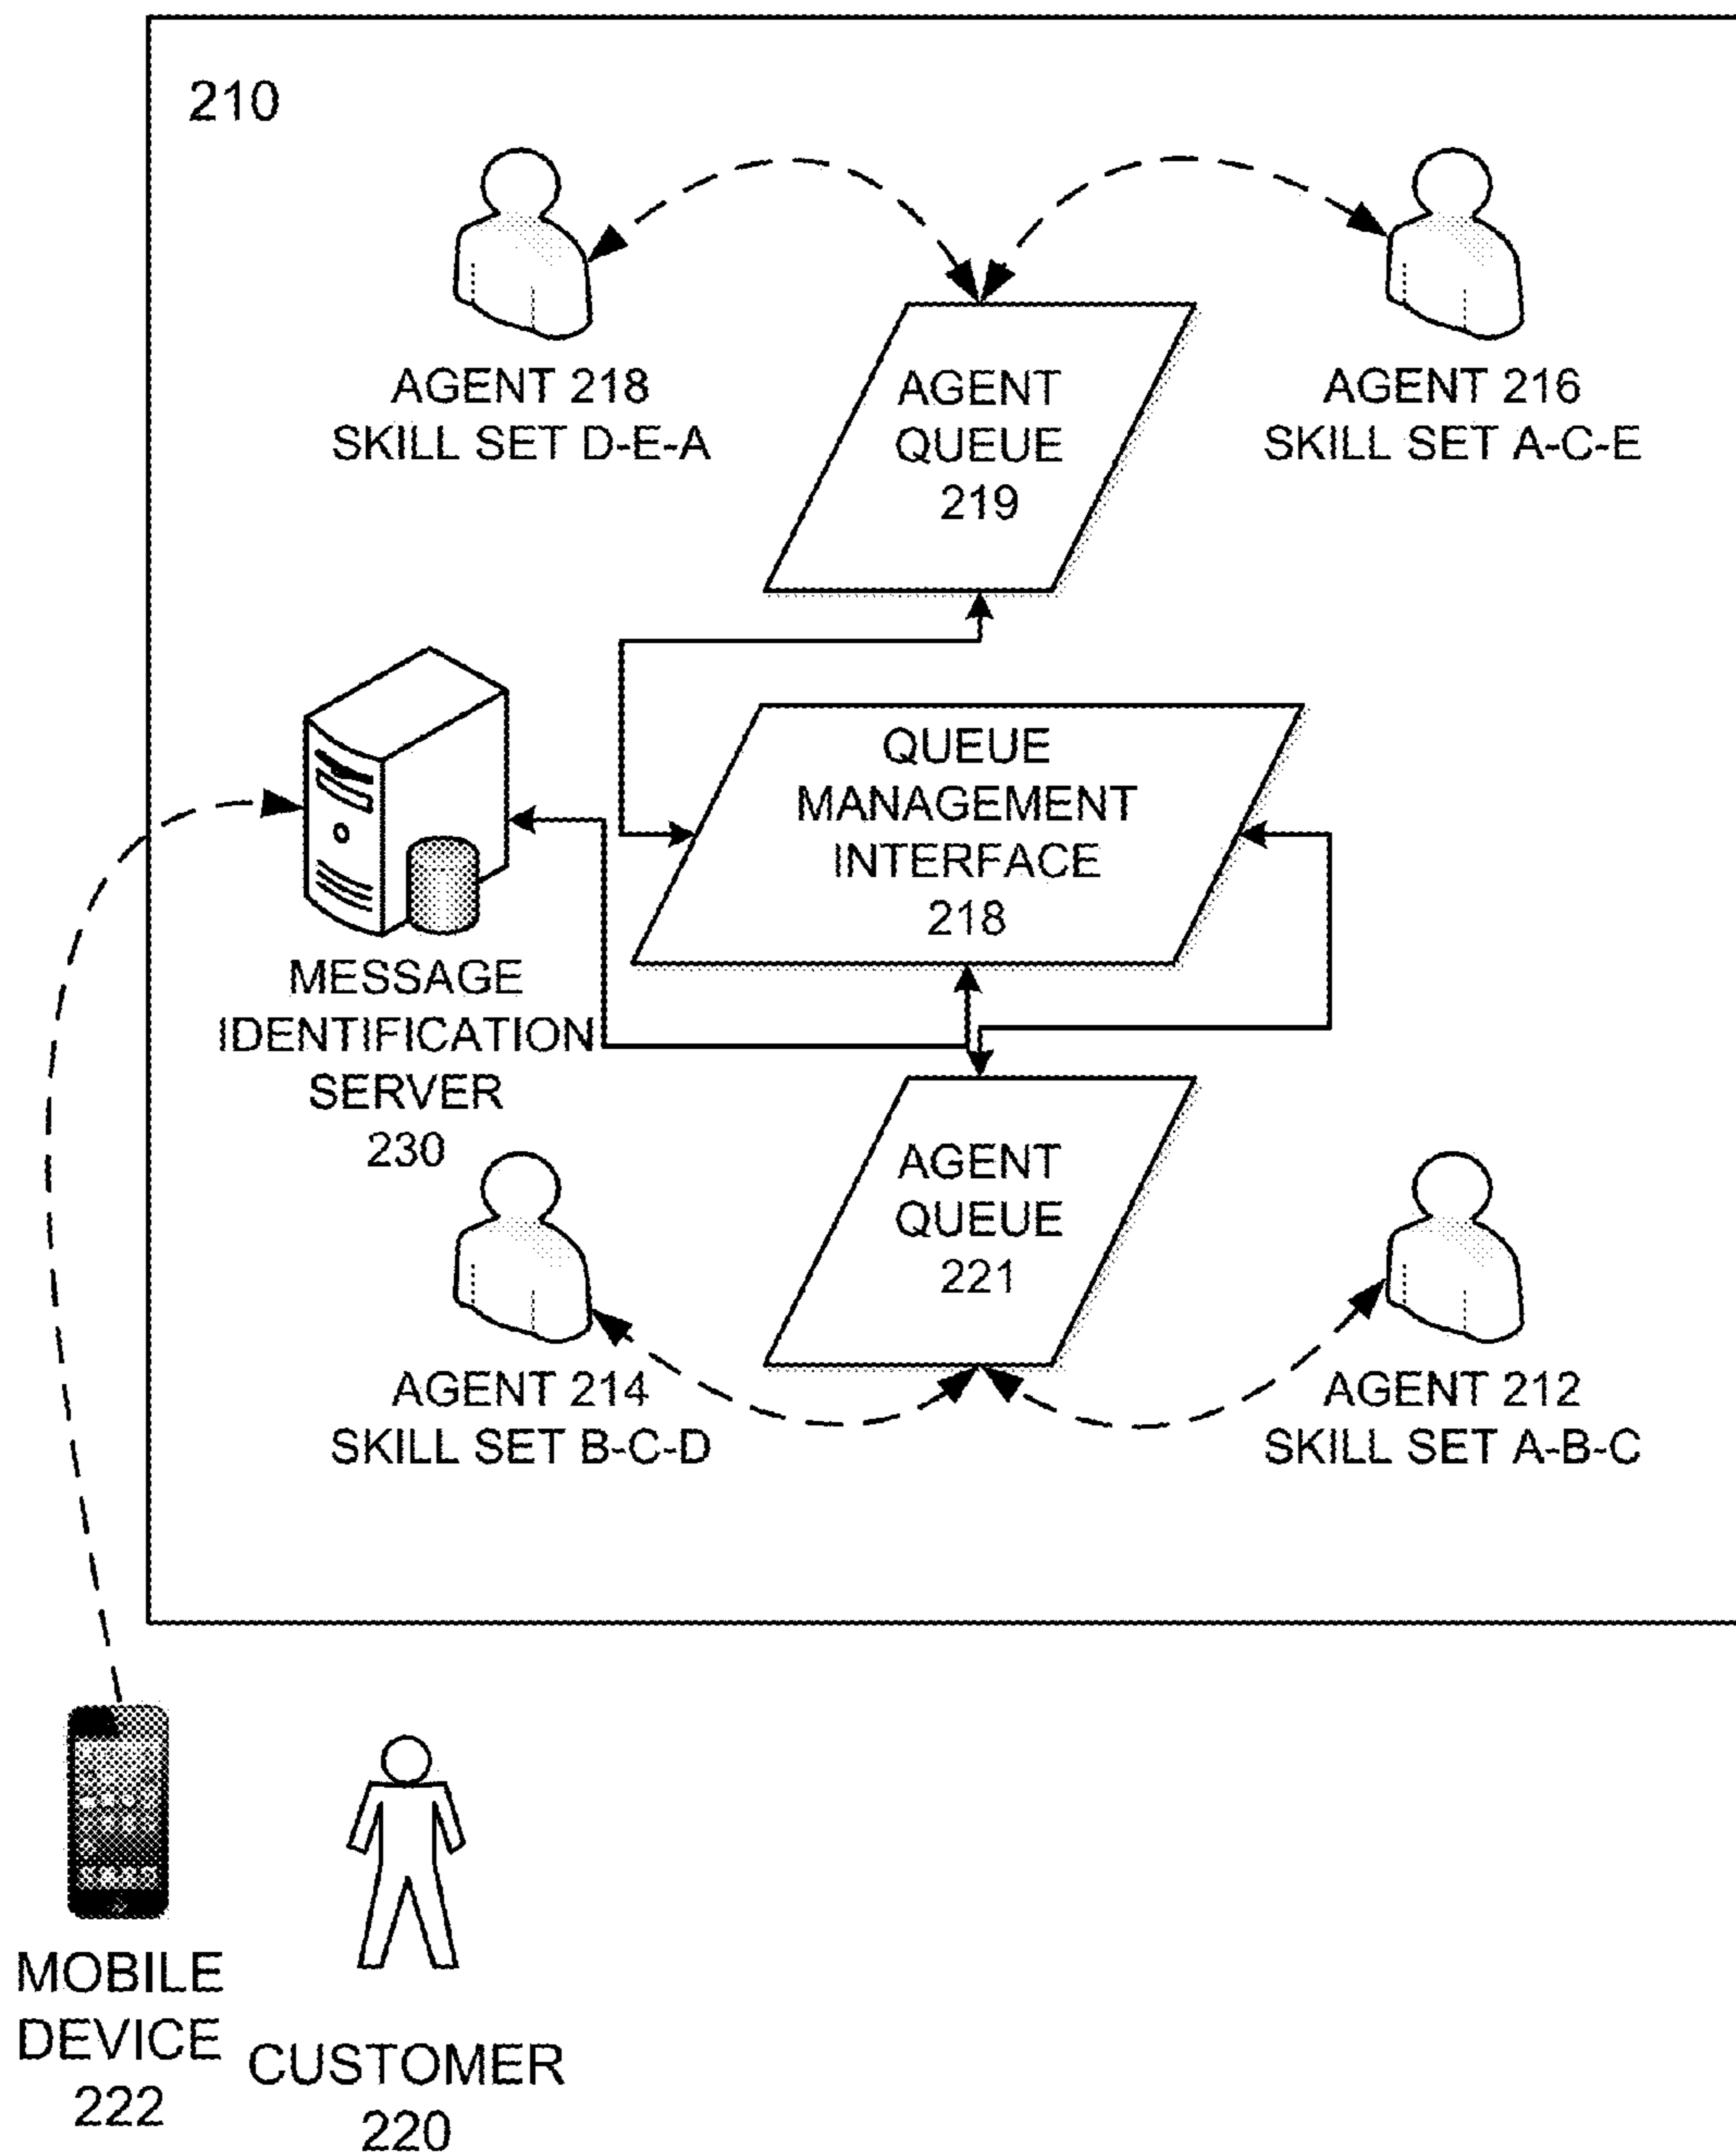 210
AGENT 218
SKILL SET D-E-A
AGENT
QUEUE
219
AGENT 216
SKILL SET A-C-E
QUEUE
MANAGEMENT
INTERFACE
218
MESSAGE
IDENTIFICATION
SERVER
230
AGENT
QUEUE
221
AGENT 214
SKILL SET B-C-D
AGENT 212
SKILL SET A-B-C
MOBILE
DEVICE
222
CUSTOMER
220